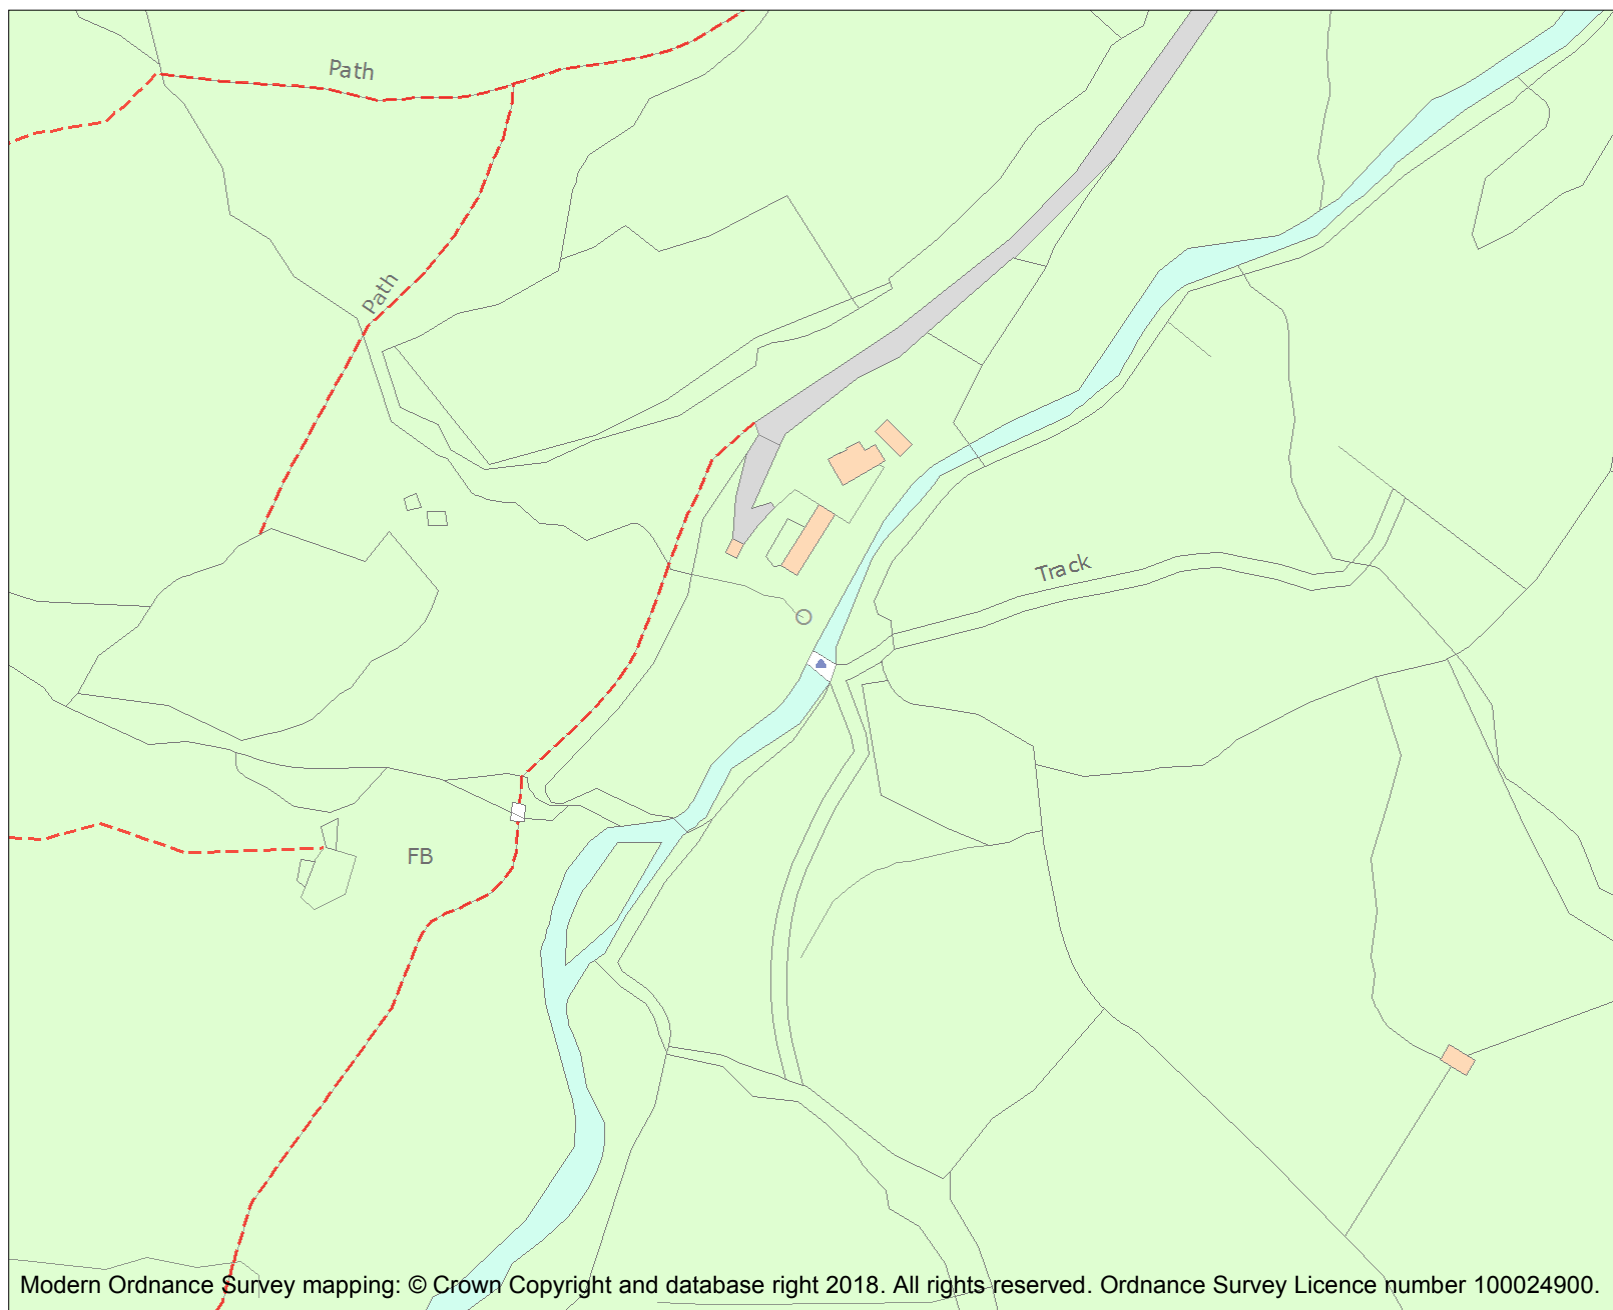 Path
Path
Track
FB
Modern Ordnance Survey mapping: © Crown Copyright and database right 2018. All rights reserved. Ordnance Survey Licence number 100024900.